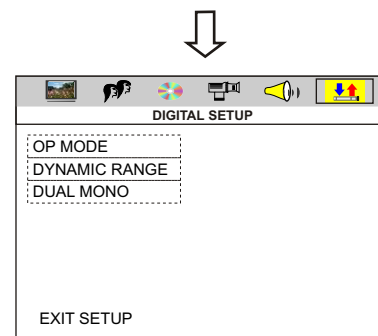 DIGITAL SETUP
OP MODE
DYNAMIC RANGE
DUAL MONO
EXIT SETUP